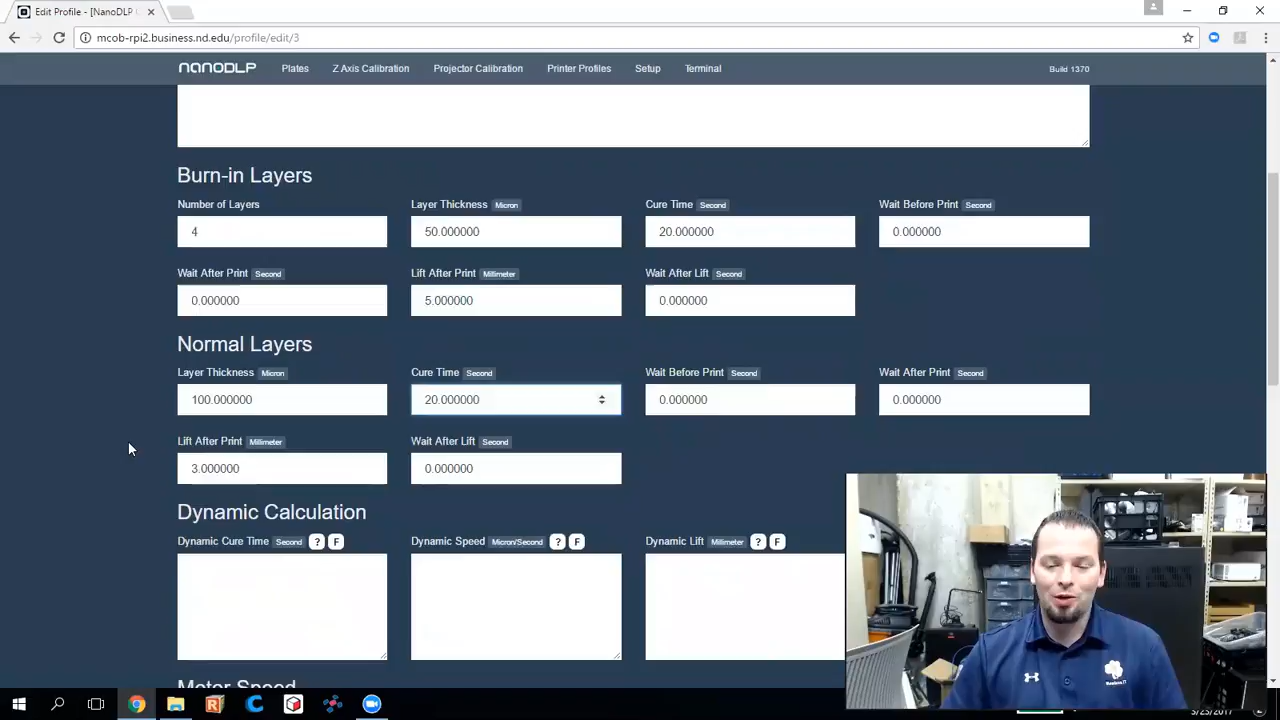 Edit Profile - [NanoDLP
mcob-rpi2.business.nd.edu/profile/edit/3
nanoDLP Plates Z Axis Calibration Projector Calibration Printer Profiles Setup Terminal Build 1370
Burn-in Layers
Number of Layers Layer Thickness Micron Cure Time Second Wait Before Print Second
4 50.000000 20.000000 0.000000
Wait After Print Second Lift After Print Millimeter Wait After Lift Second
0.000000 5.000000 0.000000
Normal Layers
Layer Thickness Micron Cure Time Second Wait Before Print Second Wait After Print Second
100.000000 20.000000 0.000000 0.000000
Lift After Print Millimeter Wait After Lift Second
3.000000 0.000000
Dynamic Calculation
Dynamic Cure Time Second ? F Dynamic Speed Micron/Second ? F Dynamic Lift Millimeter ? F
Motor Speed
3/23/2017